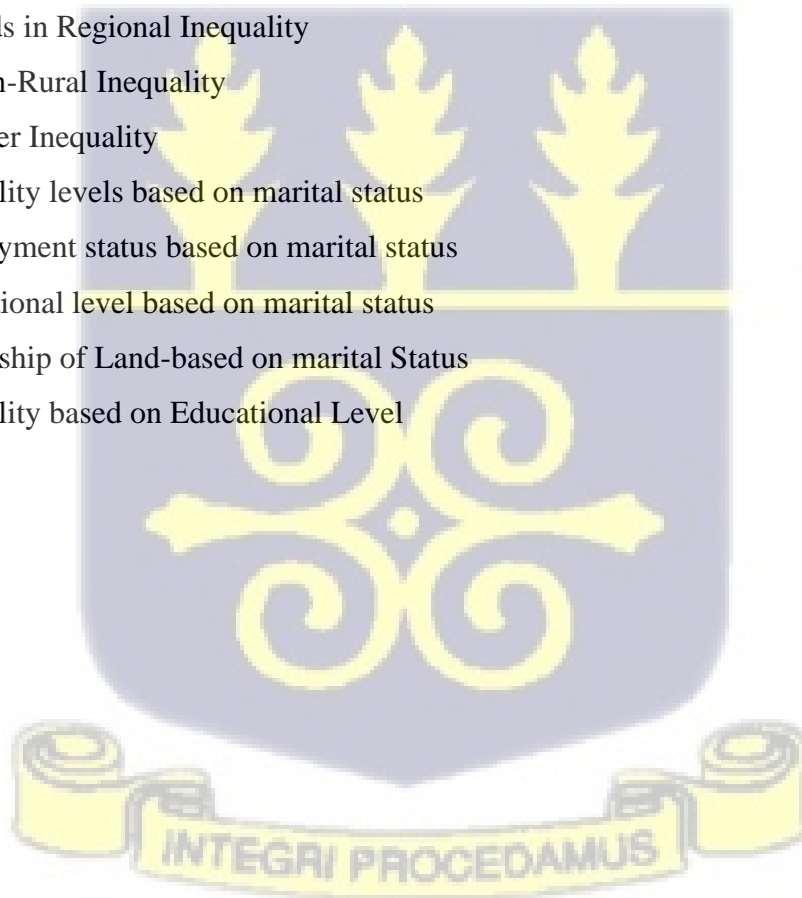 ds in Regional Inequality
n-Rural Inequality
er Inequality
lity levels based on marital status
yment status based on marital status
ional level based on marital status
ship of Land-based on marital Status
lity based on Educational Level
INTEGRI PROCEDAMUS